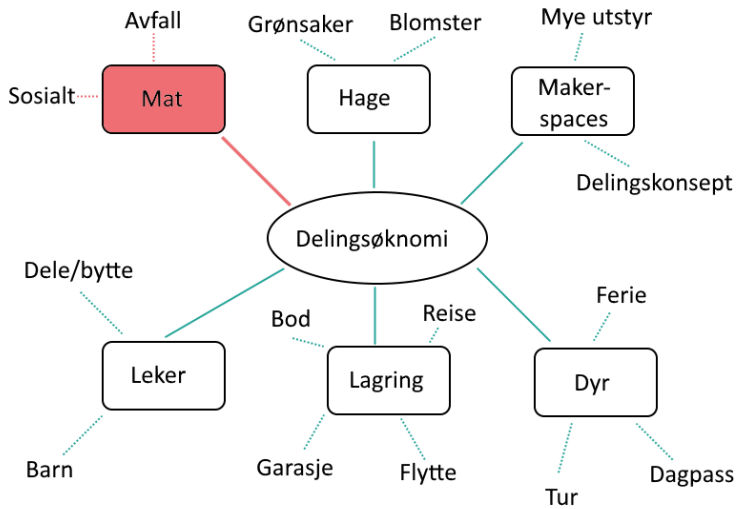 Avfall
Grønsaker
Blomster
Mye utstyr
Sosialt
Mat
Hage
Maker-
spaces
Delingskonsept
Delingsøknomi
Dele/bytte
Bod
Reise
Ferie
Leker
Lagring
Dyr
Barn
Garasje
Flytte
Tur
Dagpass